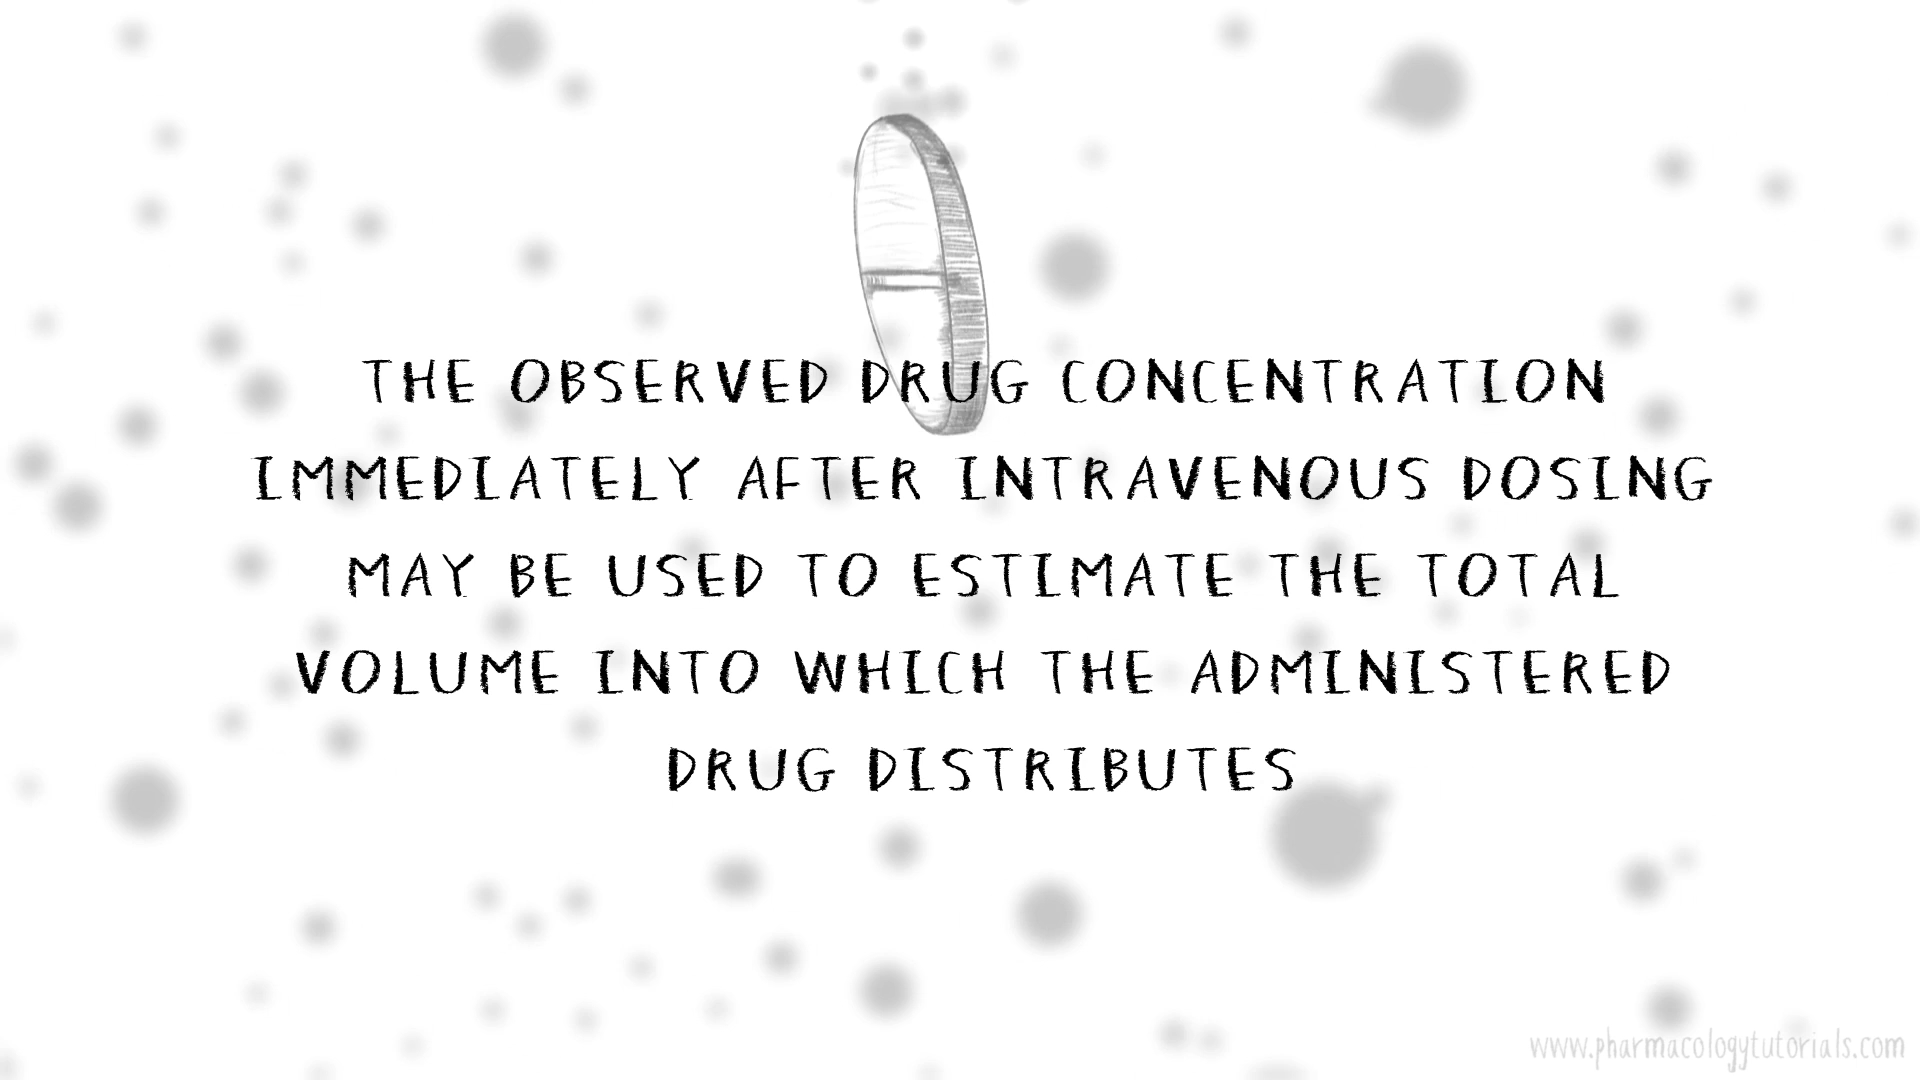 THE OBSERVED DRUG CONCENTRATION
IMMEDIATELY AFTER INTRAVENOUS DOSING
MAY BE USED TO ESTIMATE THE TOTAL
VOLUME INTO WHICH THE ADMINISTERED
DRUG DISTRIBUTES
www.pharmacologytutorials.com